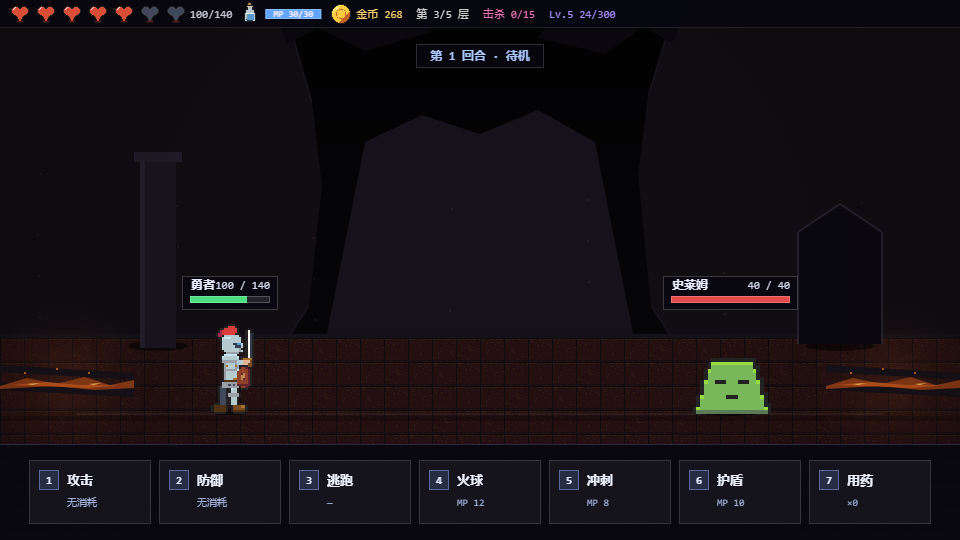 100/140 MP 30/30 金币 268 第 3/5 层 击杀 0/15 Lv.5 24/300
第 1 回合 · 待机
勇者 100 / 140
史莱姆 40 / 40
1 攻击
无消耗
2 防御
无消耗
3 逃跑
—
4 火球
MP 12
5 冲刺
MP 8
6 护盾
MP 10
7 用药
×0